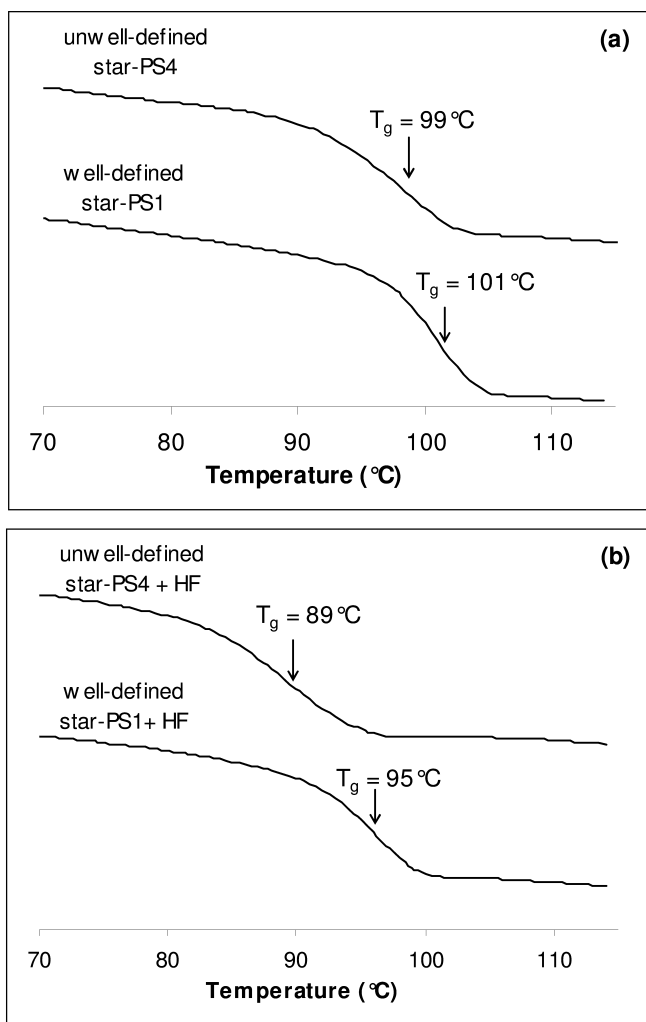 unwell-defined
star-PS4
(a)
Tg = 99°C
well-defined
star-PS1
Tg = 101°C
70 80 90 100 110
Temperature (°C)
unwell-defined
star-PS4 + HF
(b)
Tg = 89°C
well-defined
star-PS1+ HF
Tg = 95°C
70 80 90 100 110
Temperature (°C)